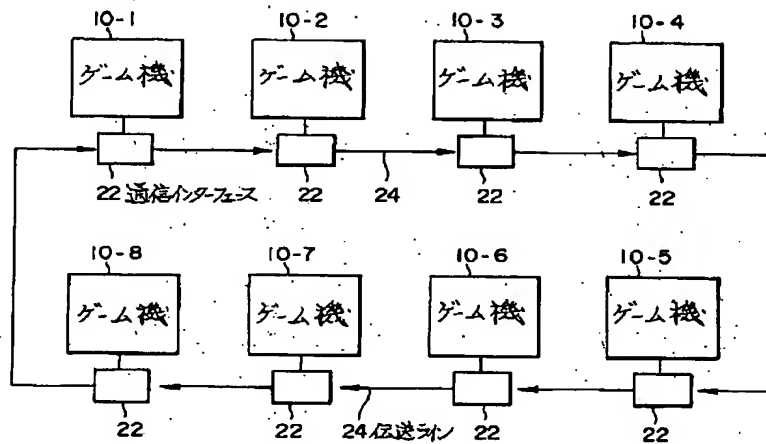 10-1 10-2 10-3 10-4
ゲーム機 ゲーム機 ゲーム機 ゲーム機
22 通信インターフェース 22 24 22 22
10-8 10-7 10-6 10-5
ゲーム機 ゲーム機 ゲーム機 ゲーム機
22 22 24 伝送ライン 22 22